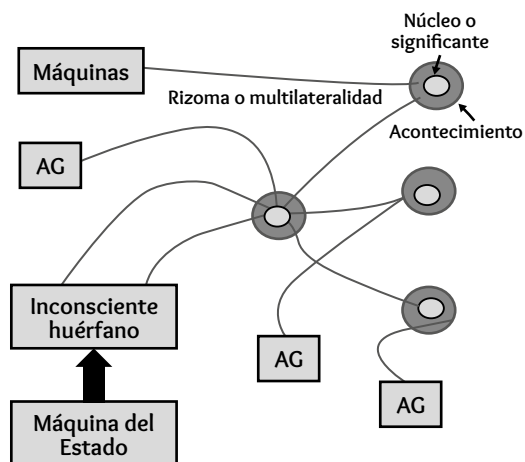 Núcleo o
significante
Máquinas
Rizoma o multilateralidad
Acontecimiento
AG
Inconsciente
huérfano
AG
AG
Máquina del
Estado